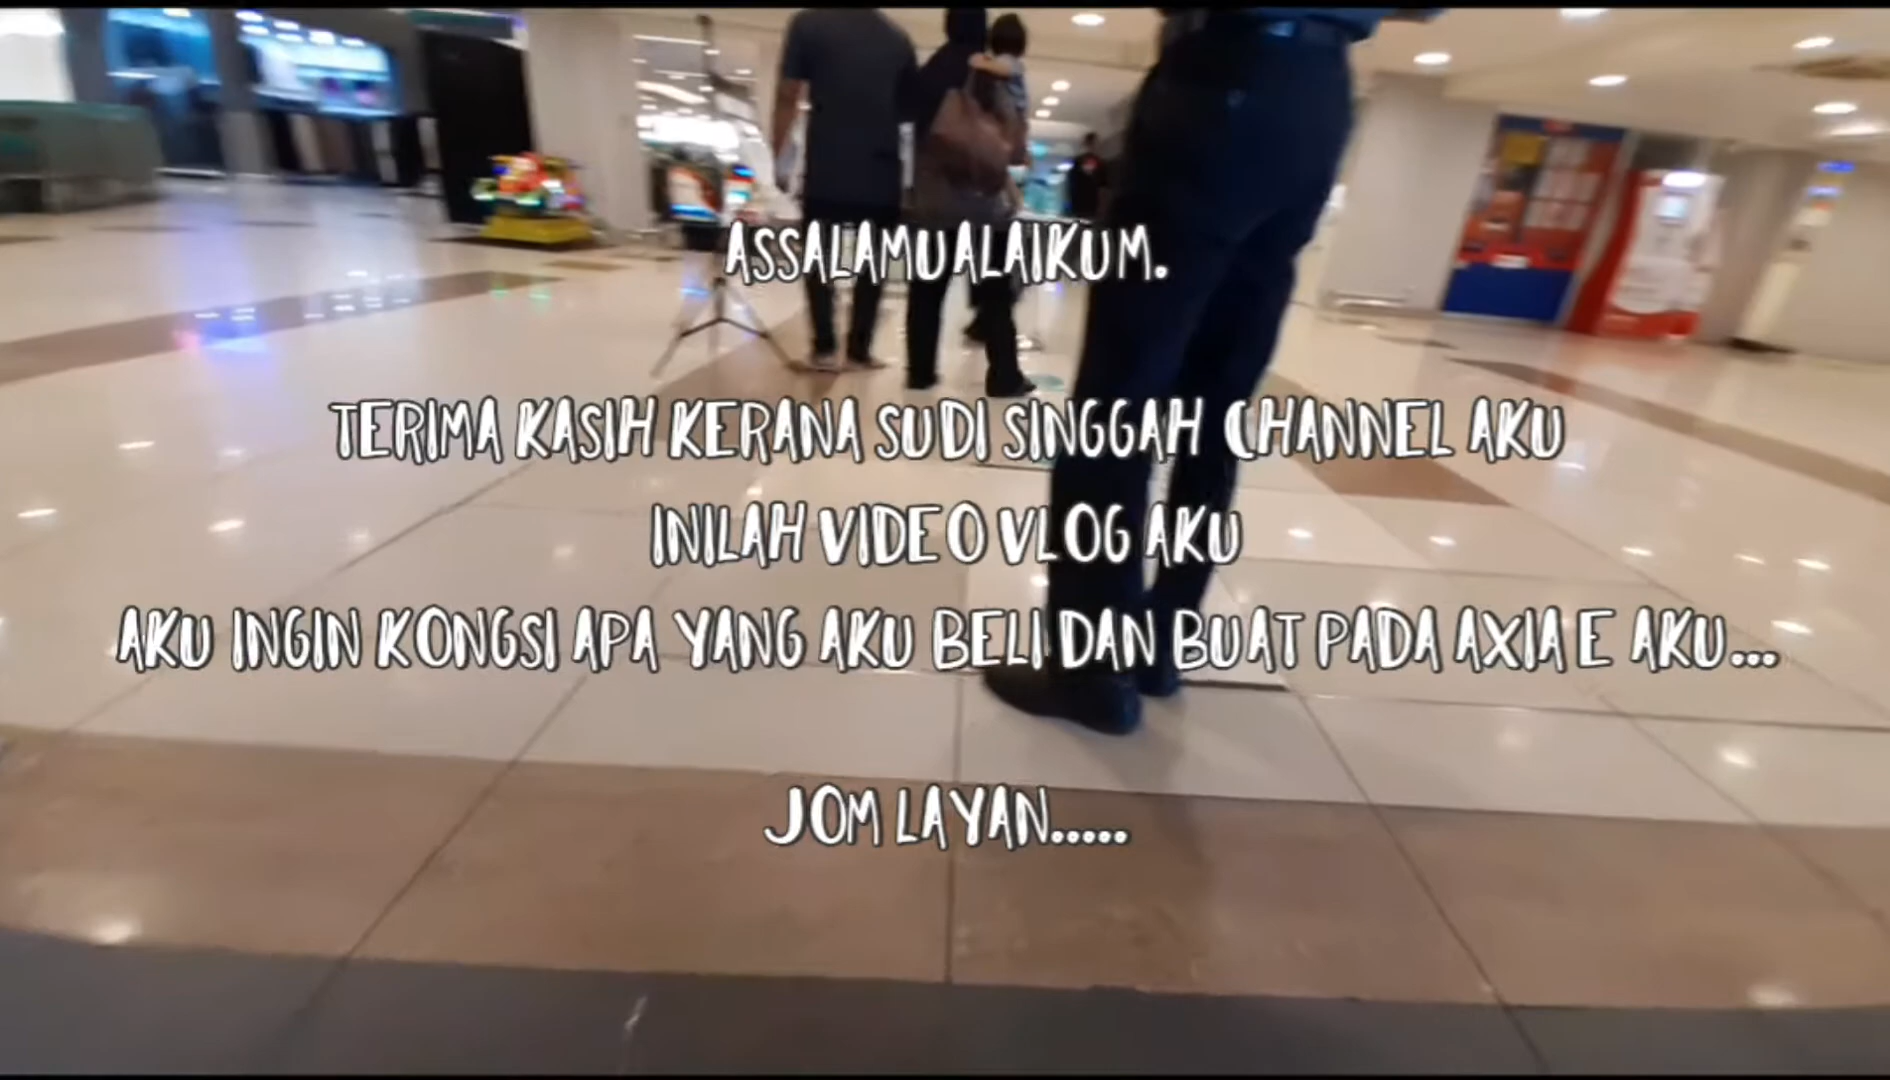 ASSALAMUALAIKUM.
TERIMA KASIH KERANA SUDI SINGGAH CHANNEL AKU
INILAH VIDEO VLOG AKU
AKU INGIN KONGSI APA YANG AKU BELI DAN BUAT PADA AXIA E AKU...
JOM LAYAN.....